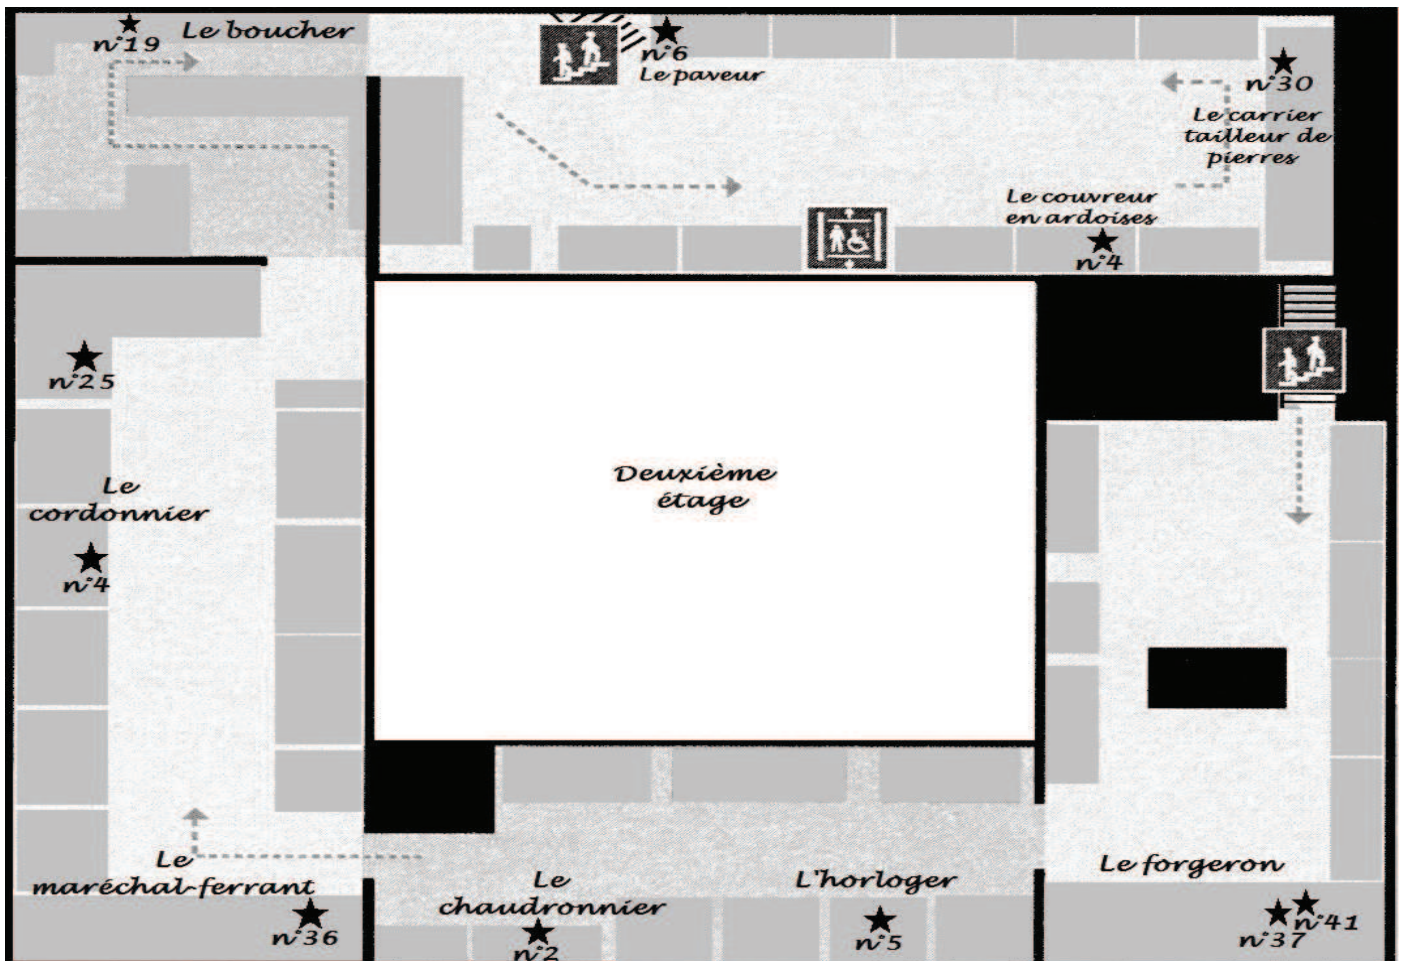 n°19
Le boucher
n°6
Le paveur
n°30
Le carrier
tailleur de
pierres
Le couvreur
en ardoises
n°4
n°25
Le
cordonnier
n°4
Deuxième
étage
Le
maréchal-ferrant
n°36
Le
chaudronnier
n°2
L'horloger
n°5
Le forgeron
n°41
n°37